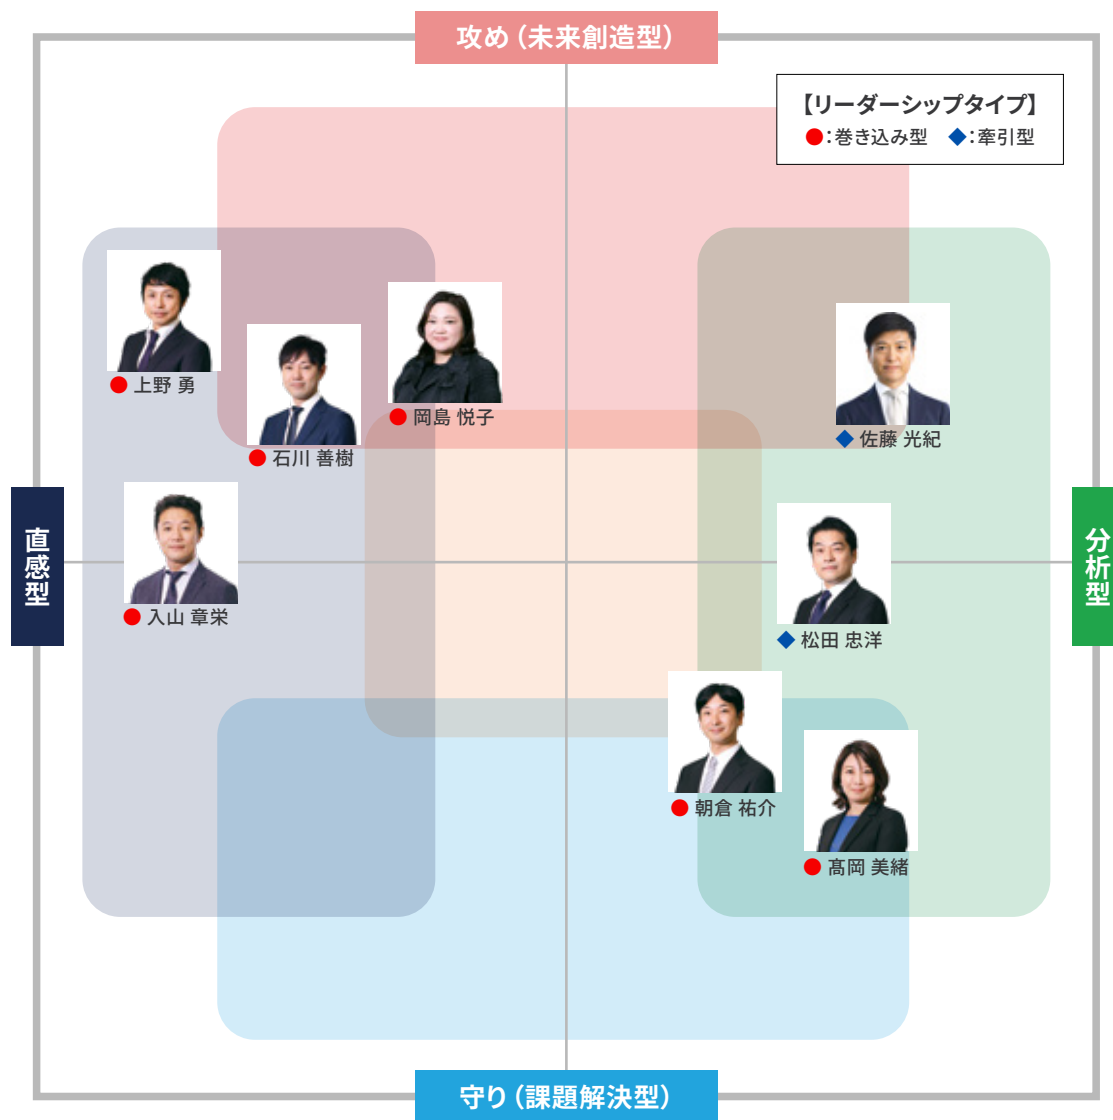 攻め（未来創造型）
【リーダーシップタイプ】
●：巻き込み型 ◆：牽引型
● 上野 勇
● 岡島 悦子
● 石川 善樹
◆ 佐藤 光紀
直感型
分析型
● 入山 章栄
◆ 松田 忠洋
● 朝倉 祐介
● 髙岡 美緒
守り（課題解決型）